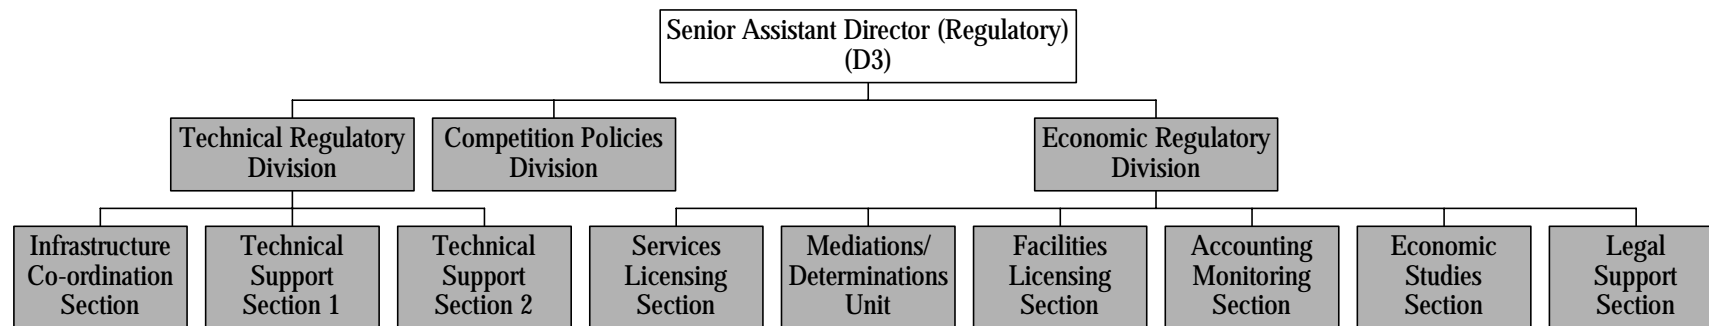 Senior Assistant Director (Regulatory)
(D3)
Technical Regulatory
Division
Competition Policies
Division
Economic Regulatory
Division
Infrastructure
Co-ordination
Section
Technical
Support
Section 1
Technical
Support
Section 2
Services
Licensing
Section
Mediations/
Determinations
Unit
Facilities
Licensing
Section
Accounting
Monitoring
Section
Economic
Studies
Section
Legal
Support
Section